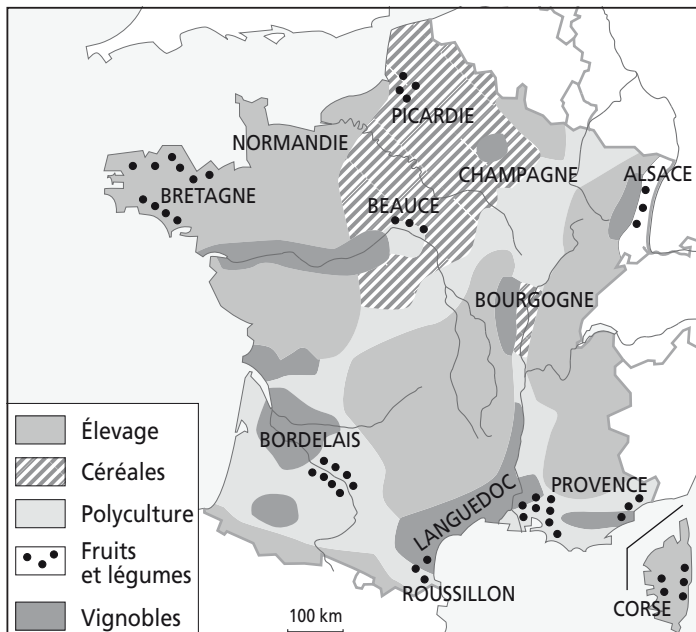 PICARDIE
NORMANDIE
CHAMPAGNE
ALSACE
BRETAGNE
BEAUCE
BOURGOGNE
BORDELAIS
PROVENCE
LANGUEDOC
ROUSSILLON
CORSE
Élevage
Céréales
Polyculture
Fruits
et légumes
Vignobles
100 km